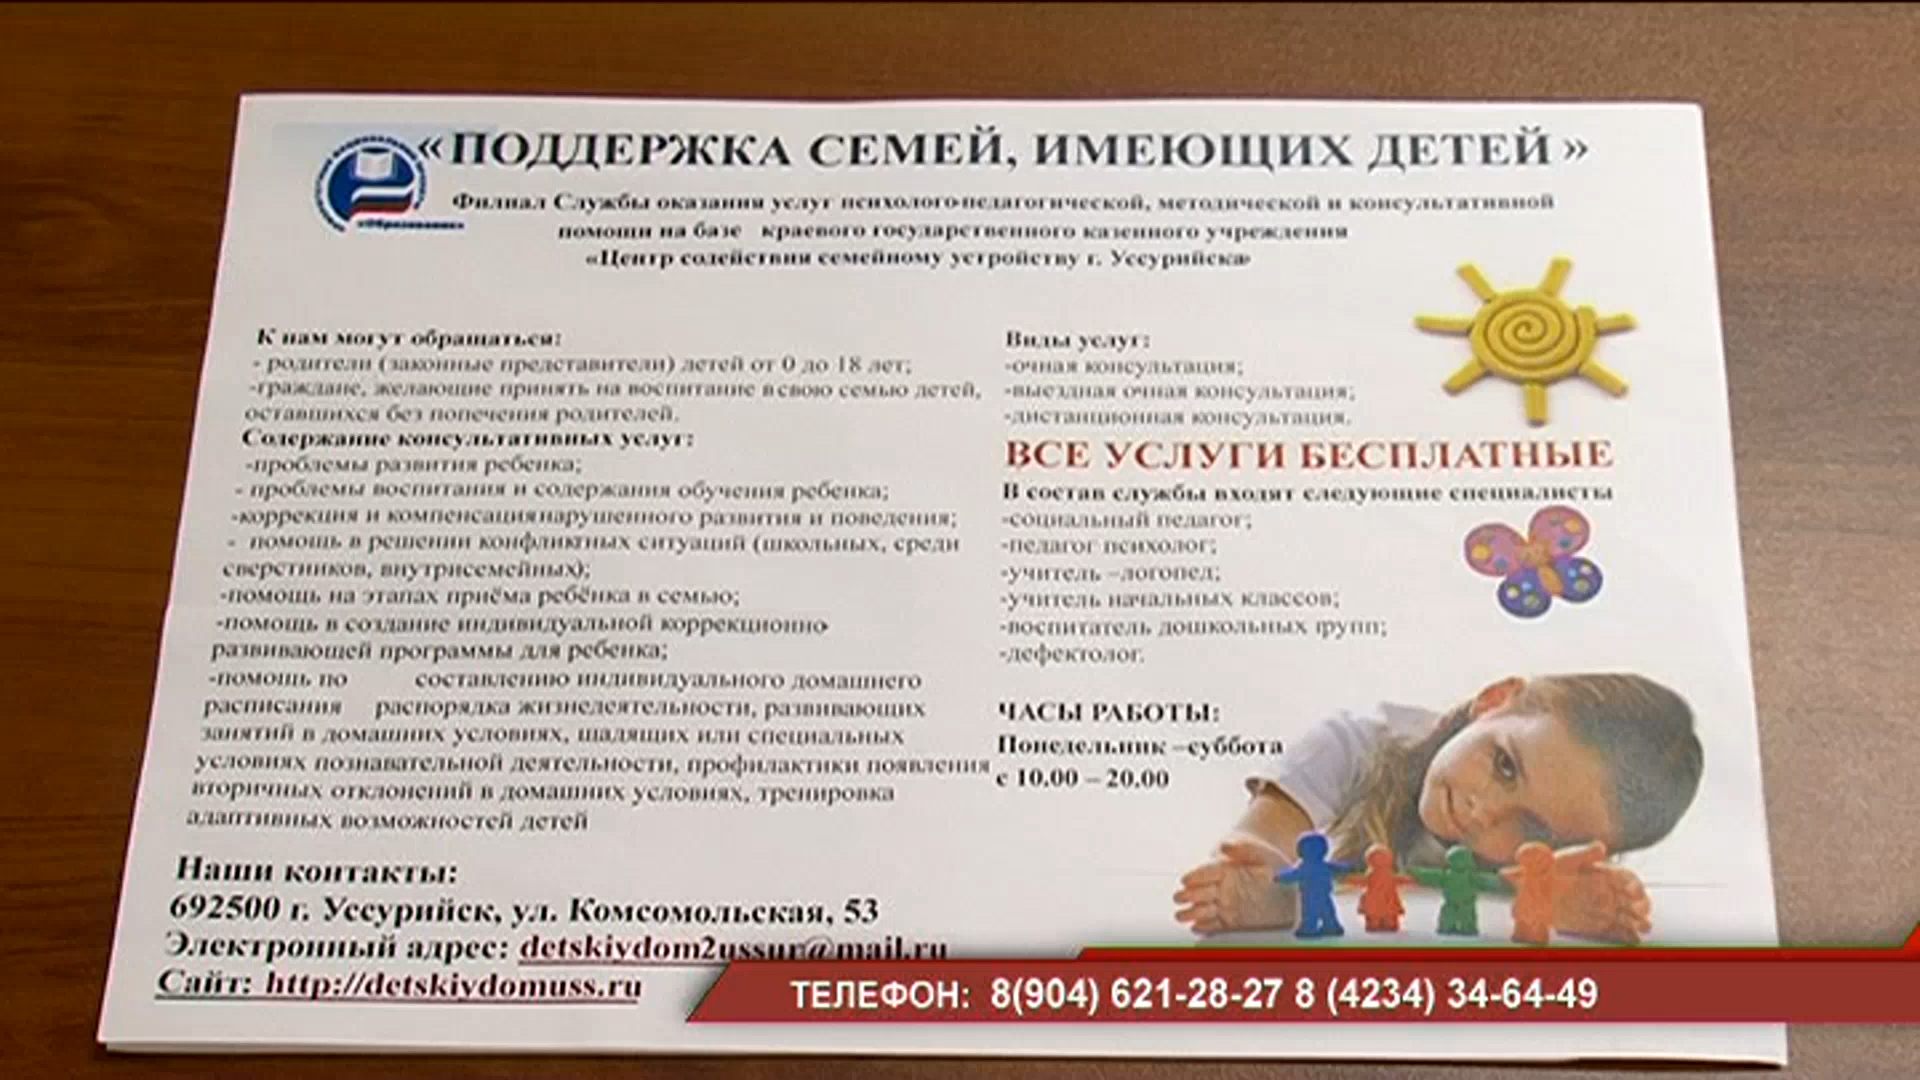 «ПОДДЕРЖКА СЕМЕЙ, ИМЕЮЩИХ ДЕТЕЙ»
Филиал Службы оказания услуг психолого-педагогической, методической и консультативной
помощи на базе краевого государственного казенного учреждения
«Центр содействия семейному устройству г. Уссурийска»
«Образование»
К нам могут обращаться:
- родители (законные представители) детей от 0 до 18 лет;
-граждане, желающие принять на воспитание в свою семью детей,
оставшихся без попечения родителей.
Содержание консультативных услуг:
-проблемы развития ребенка;
- проблемы воспитания и содержания обучения ребенка;
-коррекция и компенсация нарушенного развития и поведения;
- помощь в решении конфликтных ситуаций (школьных, среди
сверстников, внутрисемейных);
-помощь на этапах приёма ребёнка в семью;
-помощь в создание индивидуальной коррекционно-
развивающей программы для ребенка;
-помощь по составлению индивидуального домашнего
расписания распорядка жизнедеятельности, развивающих
занятий в домашних условиях, щадящих или специальных
условиях познавательной деятельности, профилактики появления
вторичных отклонений в домашних условиях, тренировка
адаптивных возможностей детей
Виды услуг:
-очная консультация;
-выездная очная консультация;
-дистанционная консультация.
ВСЕ УСЛУГИ БЕСПЛАТНЫЕ
В состав службы входят следующие специалисты
-социальный педагог;
-педагог психолог;
-учитель –логопед;
-учитель начальных классов;
-воспитатель дошкольных групп;
-дефектолог.
ЧАСЫ РАБОТЫ:
Понедельник –суббота
с 10.00 – 20.00
Наши контакты:
692500 г. Уссурийск, ул. Комсомольская, 53
Электронный адрес: detskiydom2ussur@mail.ru
Сайт: http://detskiydomuss.ru
ТЕЛЕФОН: 8(904) 621-28-27 8 (4234) 34-64-49